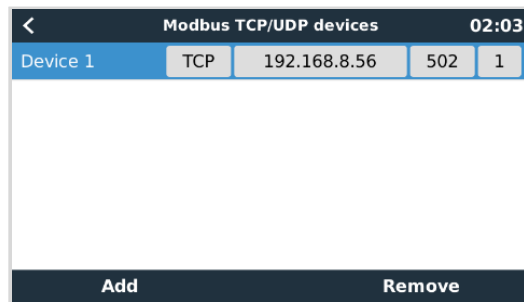 Modbus TCP/UDP devices 02:03
Device 1 TCP 192.168.8.56 502 1
Add Remove